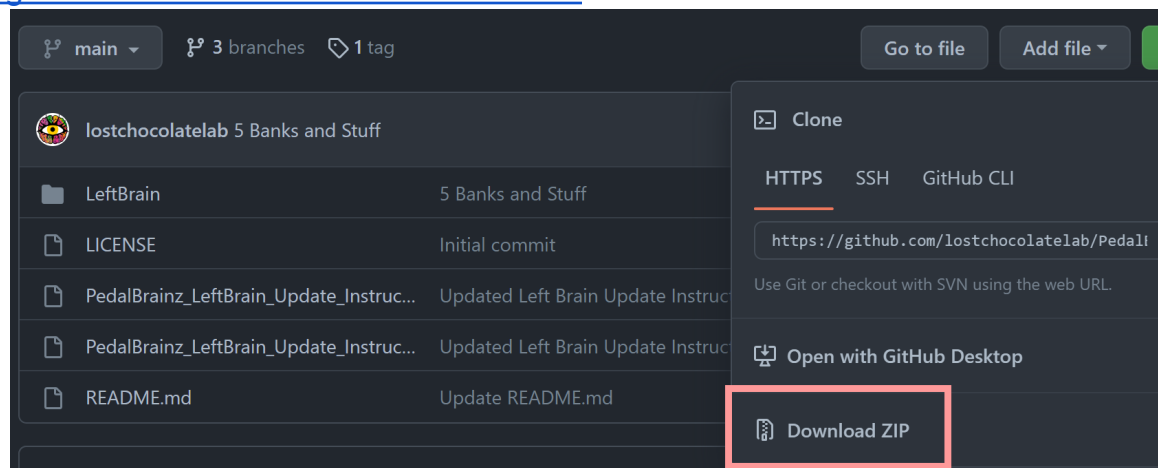 main 3 branches 1 tag Go to file Add file
lostchocolatelab 5 Banks and Stuff
LeftBrain 5 Banks and Stuff
LICENSE Initial commit
PedalBrainz_LeftBrain_Update_Instruc... Updated Left Brain Update Instruc
PedalBrainz_LeftBrain_Update_Instruc... Updated Left Brain Update Instruc
README.md Update README.md
Clone
HTTPS SSH GitHub CLI
https://github.com/lostchocolatelab/Pedal
Use Git or checkout with SVN using the web URL.
Open with GitHub Desktop
Download ZIP